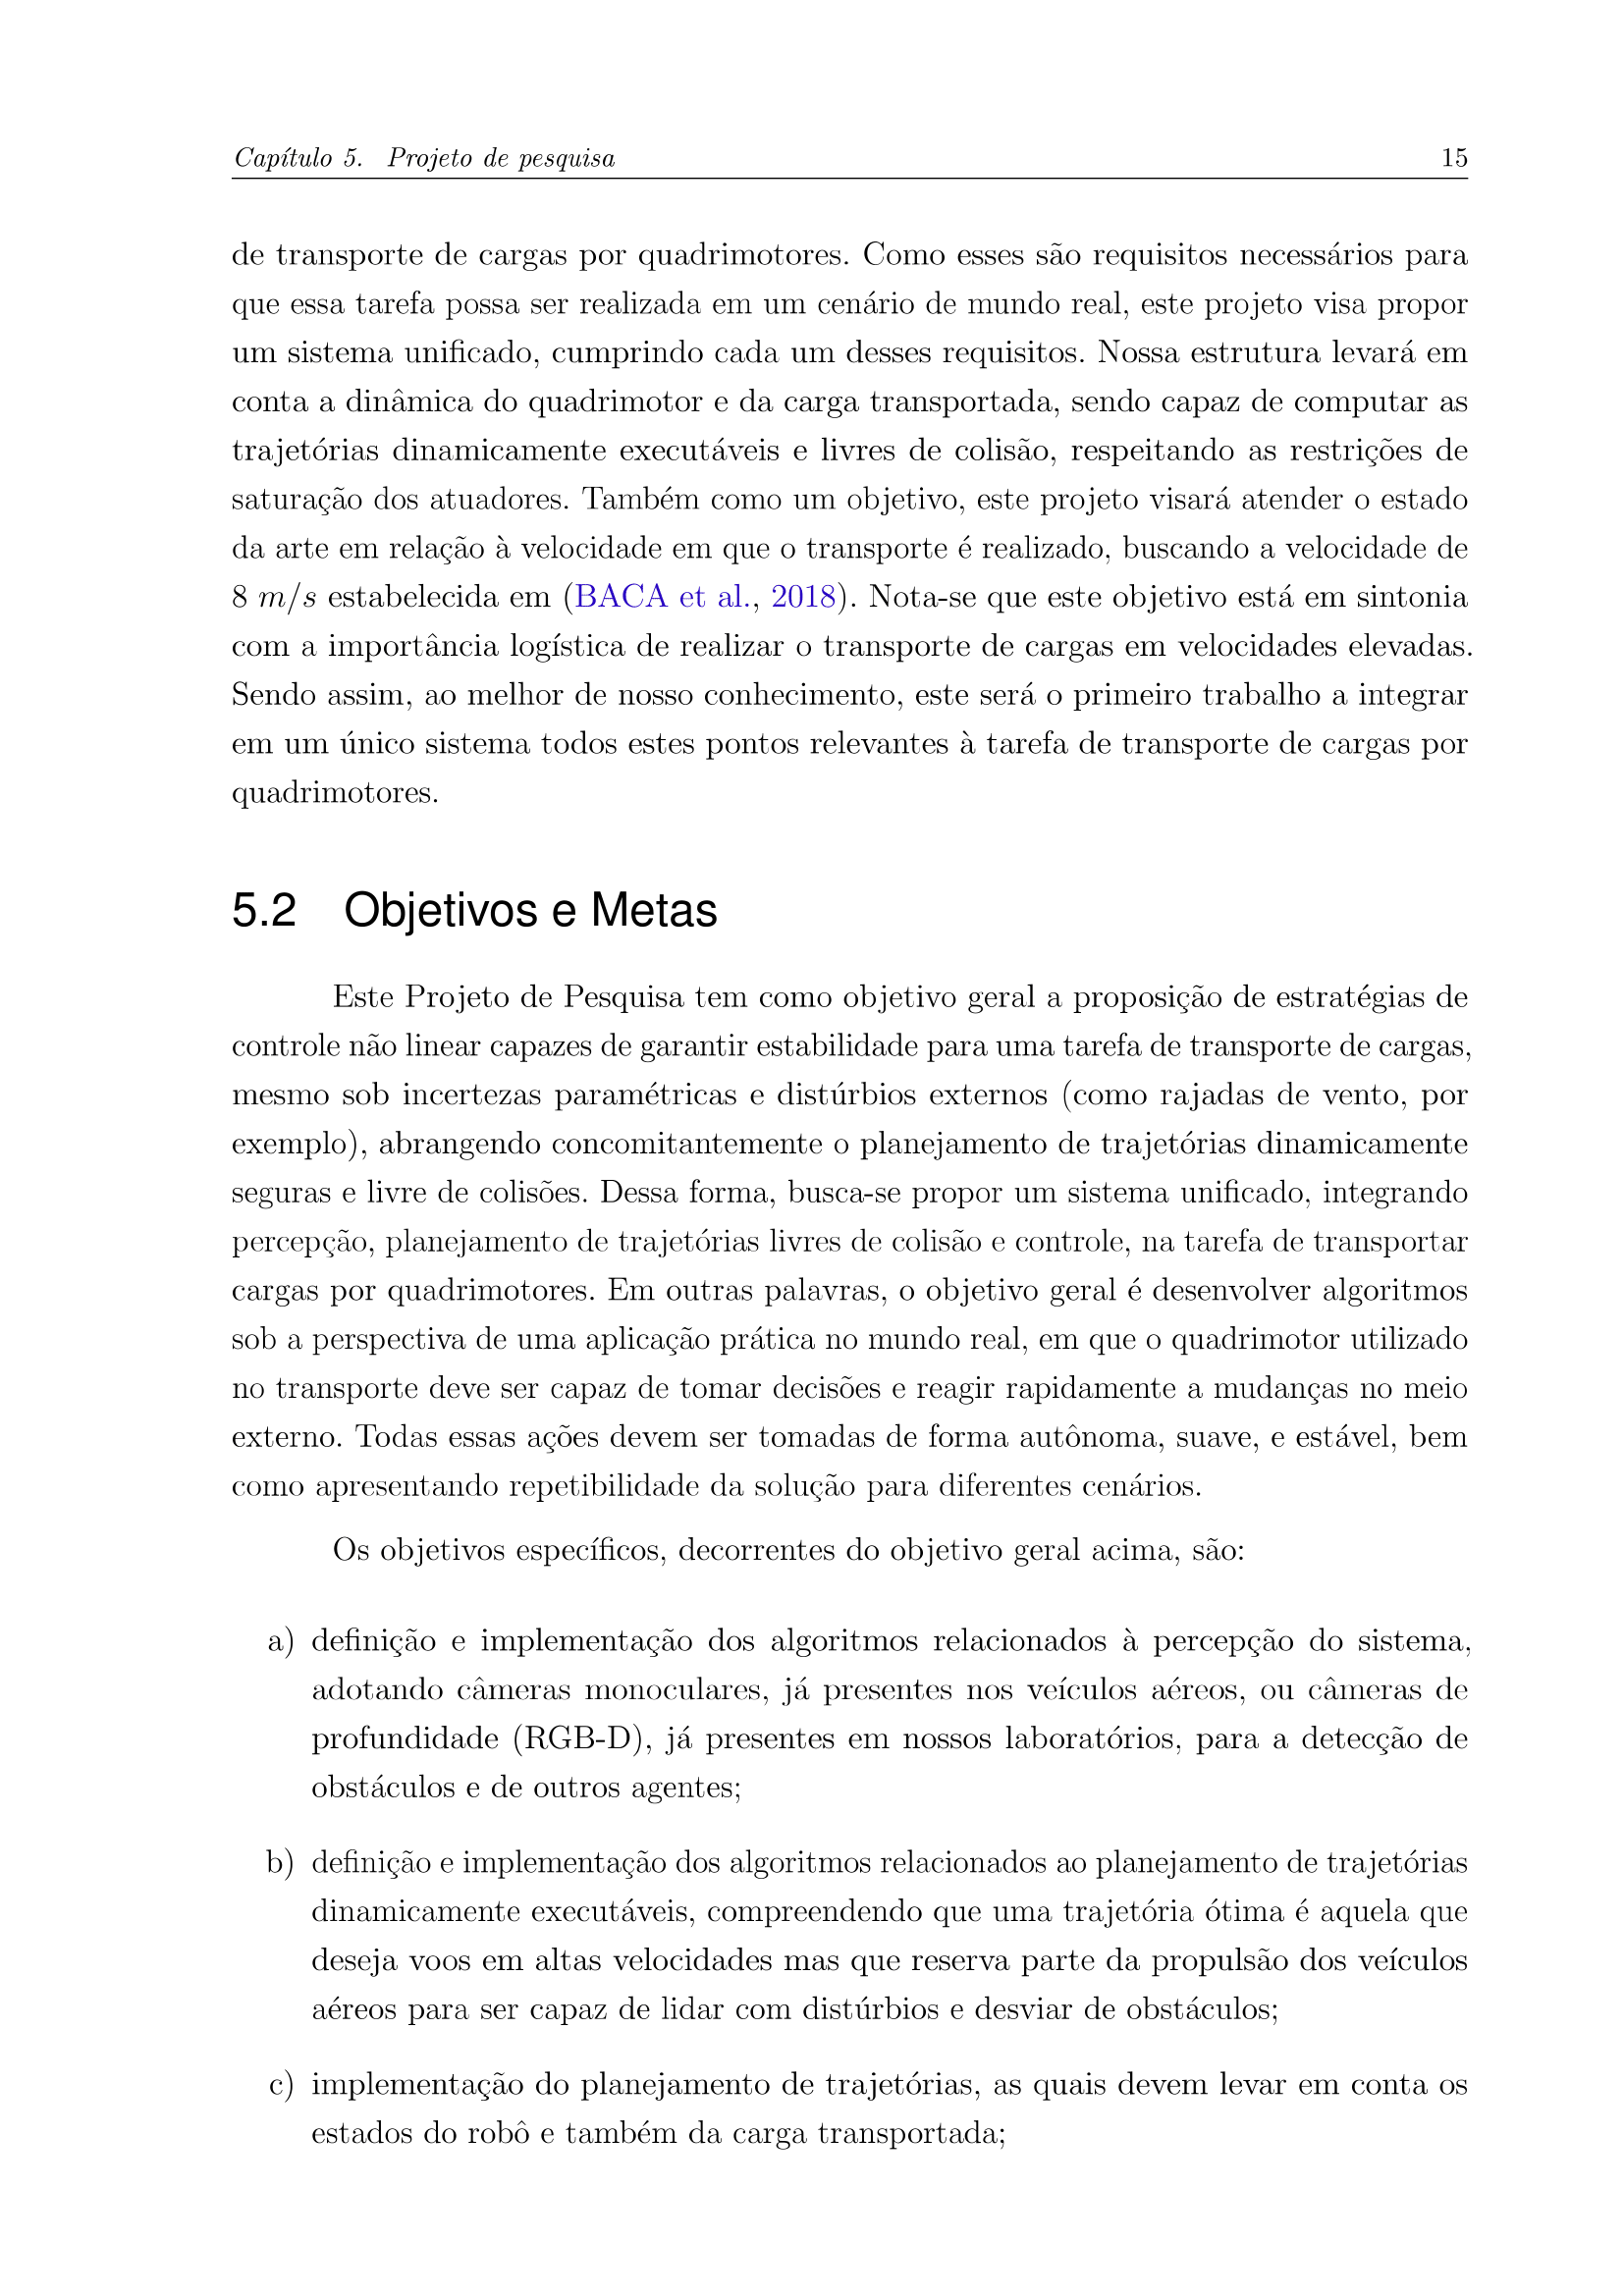 Capítulo 5. Projeto de pesquisa 15
de transporte de cargas por quadrimotores. Como esses são requisitos necessários para
que essa tarefa possa ser realizada em um cenário de mundo real, este projeto visa propor
um sistema unificado, cumprindo cada um desses requisitos. Nossa estrutura levará em
conta a dinâmica do quadrimotor e da carga transportada, sendo capaz de computar as
trajetórias dinamicamente executáveis e livres de colisão, respeitando as restrições de
saturação dos atuadores. Também como um objetivo, este projeto visará atender o estado
da arte em relação à velocidade em que o transporte é realizado, buscando a velocidade de
8 m/s estabelecida em (BACA et al., 2018). Nota-se que este objetivo está em sintonia
com a importância logística de realizar o transporte de cargas em velocidades elevadas.
Sendo assim, ao melhor de nosso conhecimento, este será o primeiro trabalho a integrar
em um único sistema todos estes pontos relevantes à tarefa de transporte de cargas por
quadrimotores.
5.2 Objetivos e Metas
Este Projeto de Pesquisa tem como objetivo geral a proposição de estratégias de
controle não linear capazes de garantir estabilidade para uma tarefa de transporte de cargas,
mesmo sob incertezas paramétricas e distúrbios externos (como rajadas de vento, por
exemplo), abrangendo concomitantemente o planejamento de trajetórias dinamicamente
seguras e livre de colisões. Dessa forma, busca-se propor um sistema unificado, integrando
percepção, planejamento de trajetórias livres de colisão e controle, na tarefa de transportar
cargas por quadrimotores. Em outras palavras, o objetivo geral é desenvolver algoritmos
sob a perspectiva de uma aplicação prática no mundo real, em que o quadrimotor utilizado
no transporte deve ser capaz de tomar decisões e reagir rapidamente a mudanças no meio
externo. Todas essas ações devem ser tomadas de forma autônoma, suave, e estável, bem
como apresentando repetibilidade da solução para diferentes cenários.
Os objetivos específicos, decorrentes do objetivo geral acima, são:
a) definição e implementação dos algoritmos relacionados à percepção do sistema,
adotando câmeras monoculares, já presentes nos veículos aéreos, ou câmeras de
profundidade (RGB-D), já presentes em nossos laboratórios, para a detecção de
obstáculos e de outros agentes;
b) definição e implementação dos algoritmos relacionados ao planejamento de trajetórias
dinamicamente executáveis, compreendendo que uma trajetória ótima é aquela que
deseja voos em altas velocidades mas que reserva parte da propulsão dos veículos
aéreos para ser capaz de lidar com distúrbios e desviar de obstáculos;
c) implementação do planejamento de trajetórias, as quais devem levar em conta os
estados do robô e também da carga transportada;